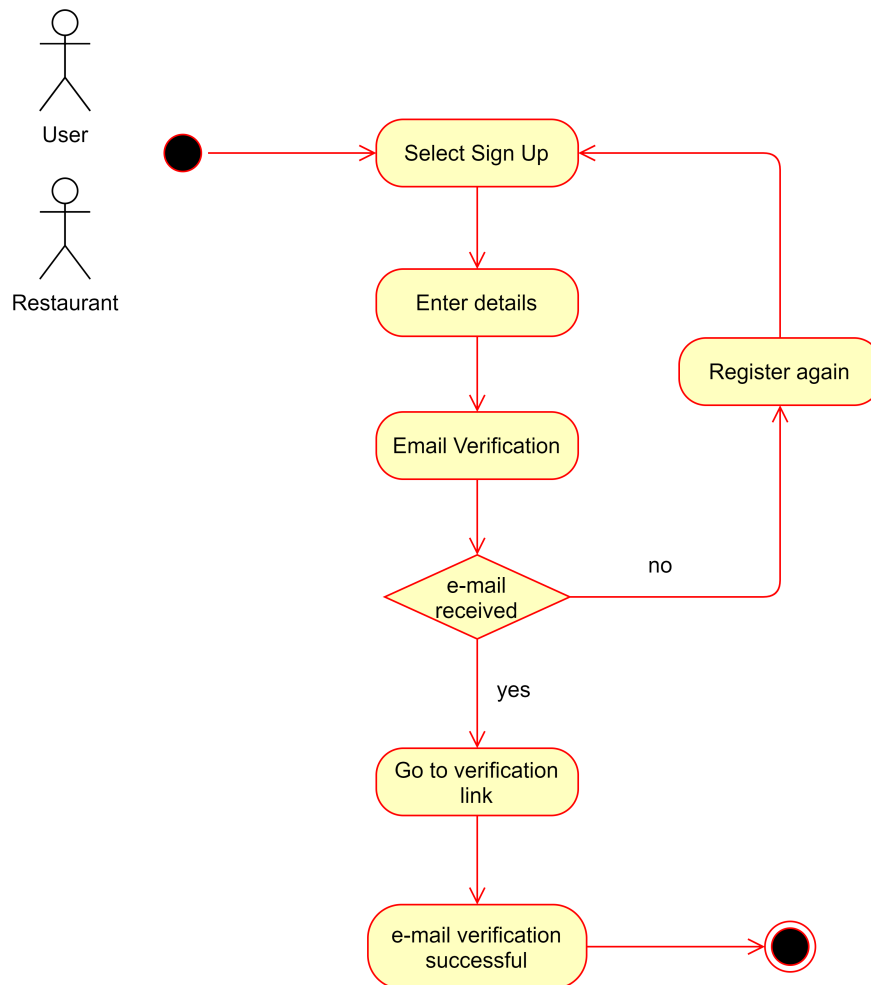 User
Select Sign Up
Restaurant
Enter details
Register again
Email Verification
e-mail
received
no
yes
Go to verification
link
e-mail verification
successful